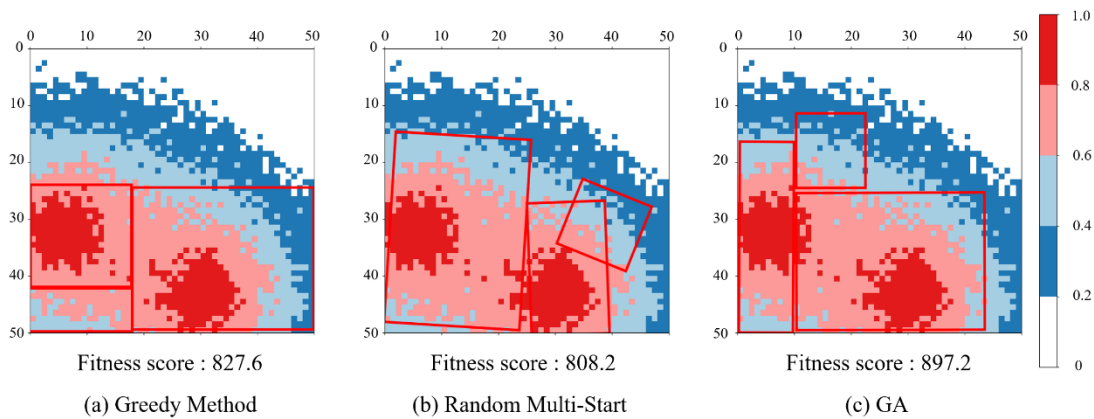 0 10 20 30 40 50 0 10 20 30 40 50 0 10 20 30 40 50 1.0
0 0 0
10 10 10 0.8
20 20 20 0.6
30 30 30 0.4
40 40 40 0.2
50 50 50 0
Fitness score : 827.6 Fitness score : 808.2 Fitness score : 897.2
(a) Greedy Method (b) Random Multi-Start (c) GA